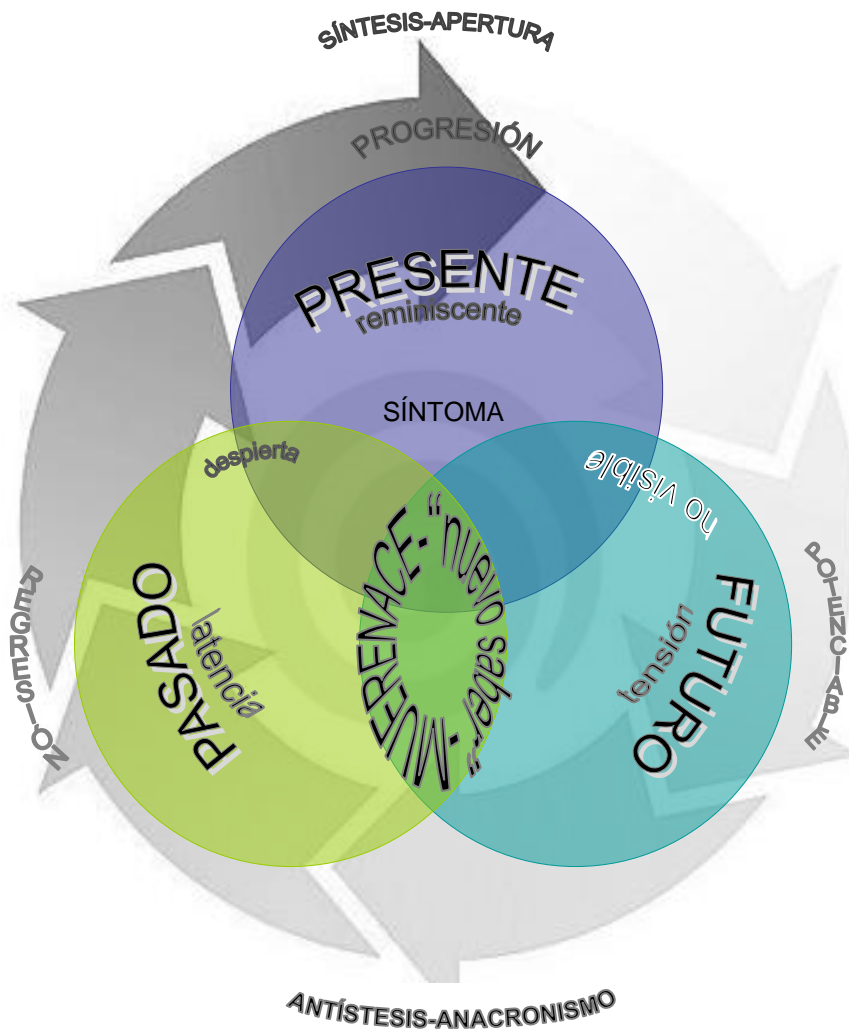 SÍNTESIS-APERTURA
PROGRESIÓN
PRESENTE
reminiscente
SÍNTOMA
despierta
no visible
MUERENACE-"nuevo saber"-
PASADO
latencia
FUTURO
tensión
REGRESIÓN
POTENCIABLE
ANTÍSTESIS-ANACRONISMO